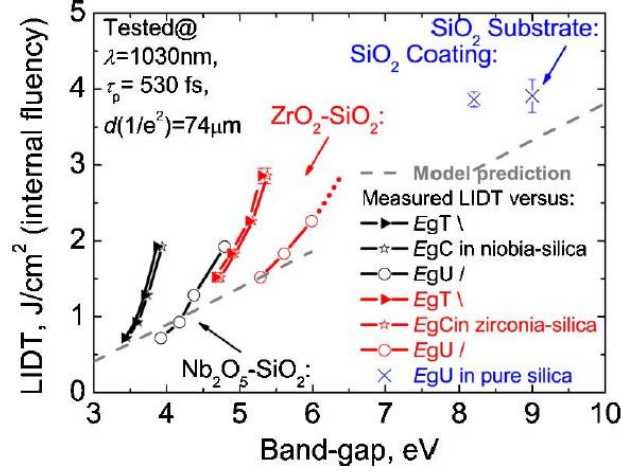 Tested@
λ=1030nm,
τp = 530 fs,
d(1/e²)=74μm
SiO₂ Substrate:
SiO₂ Coating:
ZrO₂-SiO₂:
Model prediction
Measured LIDT versus:
EgT \
EgC in niobia-silica
EgU /
EgT \
EgCin zirconia-silica
EgU /
EgU in pure silica
Nb₂O₅-SiO₂:
LIDT, J/cm² (internal fluency)
5
4
3
2
1
0
3 4 5 6 7 8 9 10
Band-gap, eV